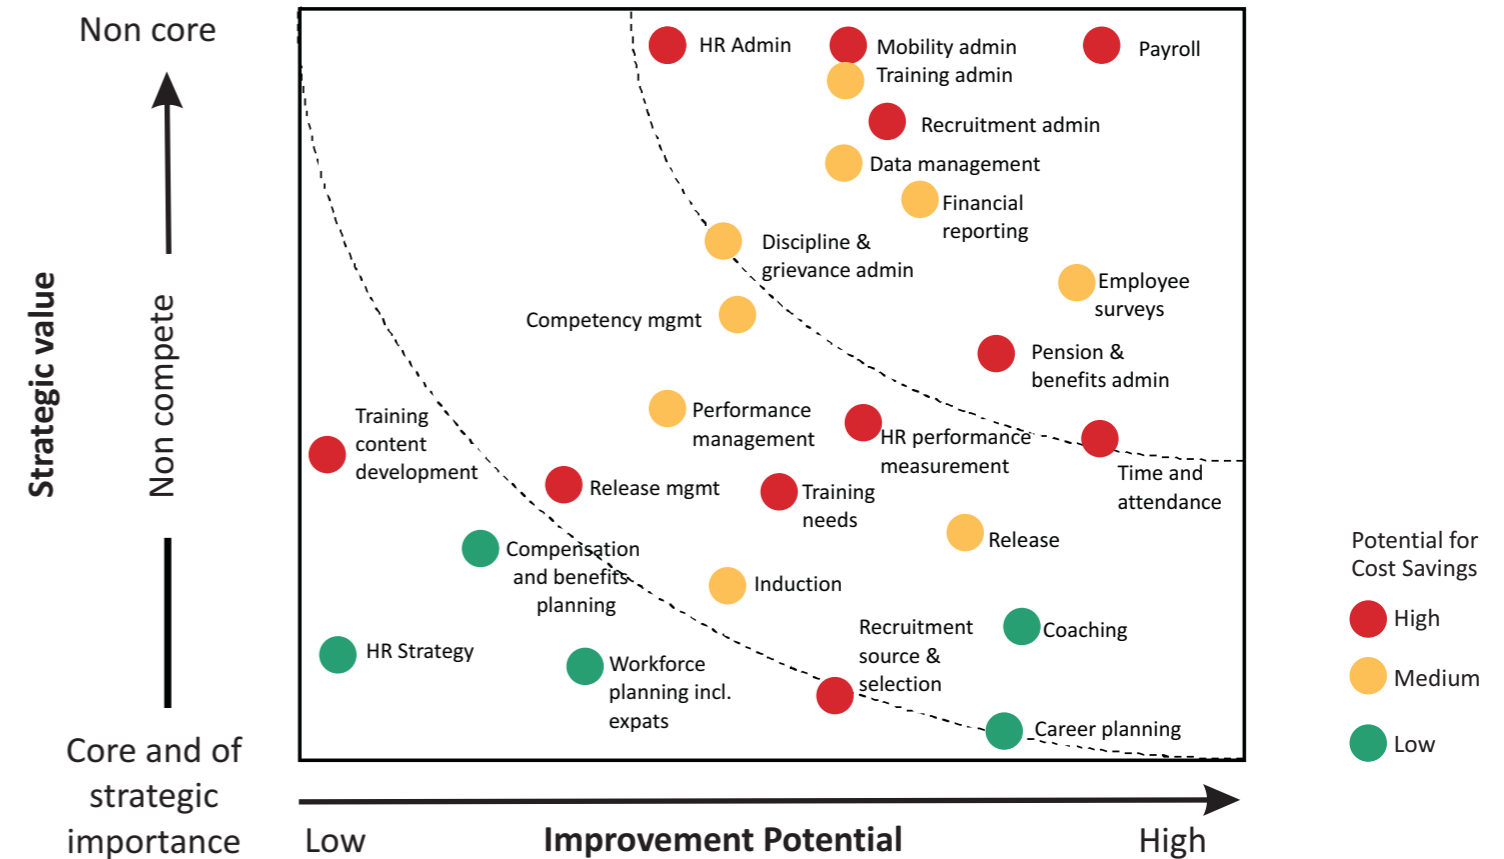 Non core
Non compete
Strategic value
Core and of
strategic
importance
HR Admin
Mobility admin
Payroll
Training admin
Recruitment admin
Data management
Financial
reporting
Discipline &
grievance admin
Employee
surveys
Competency mgmt
Pension &
benefits admin
Training
content
development
Performance
management
HR performance
measurement
Time and
attendance
Release mgmt
Training
needs
Release
Compensation
and benefits
planning
Induction
HR Strategy
Workforce
planning incl.
expats
Recruitment
source &
selection
Coaching
Career planning
Low
Improvement Potential
High
Potential for
Cost Savings
High
Medium
Low